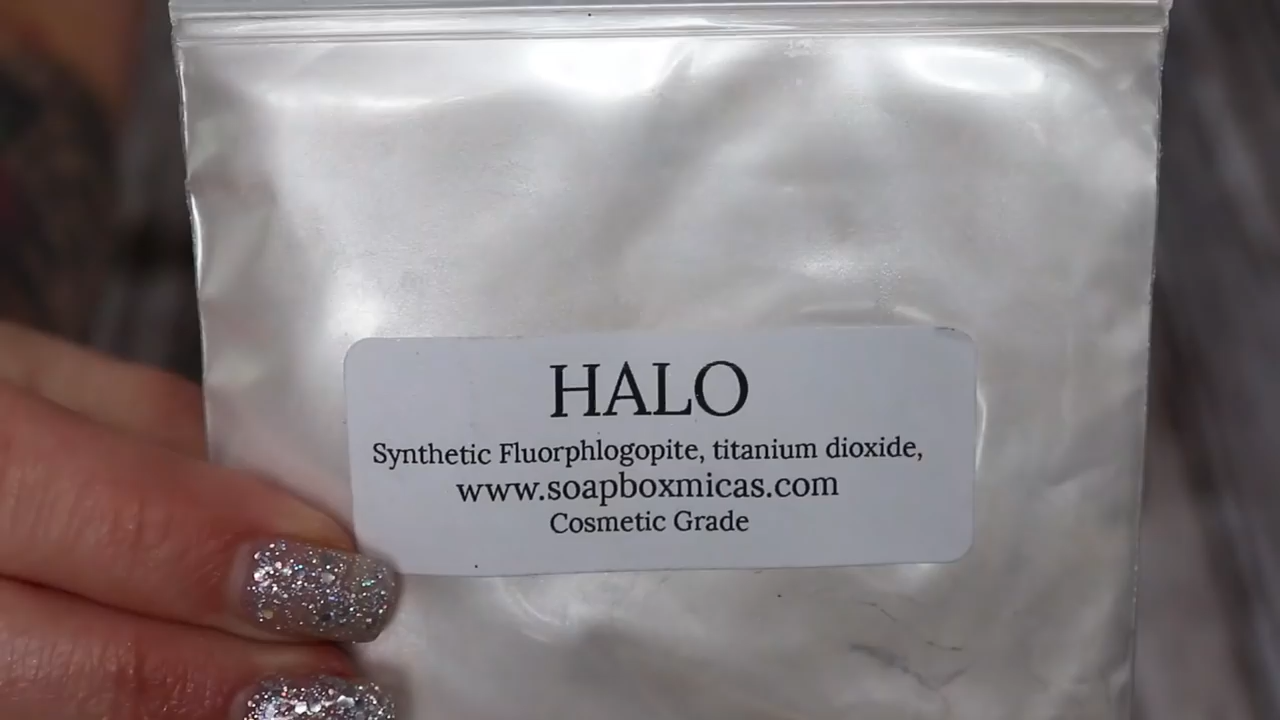 HALO
Synthetic Fluorphlogopite, titanium dioxide,
www.soapboxmicas.com
Cosmetic Grade